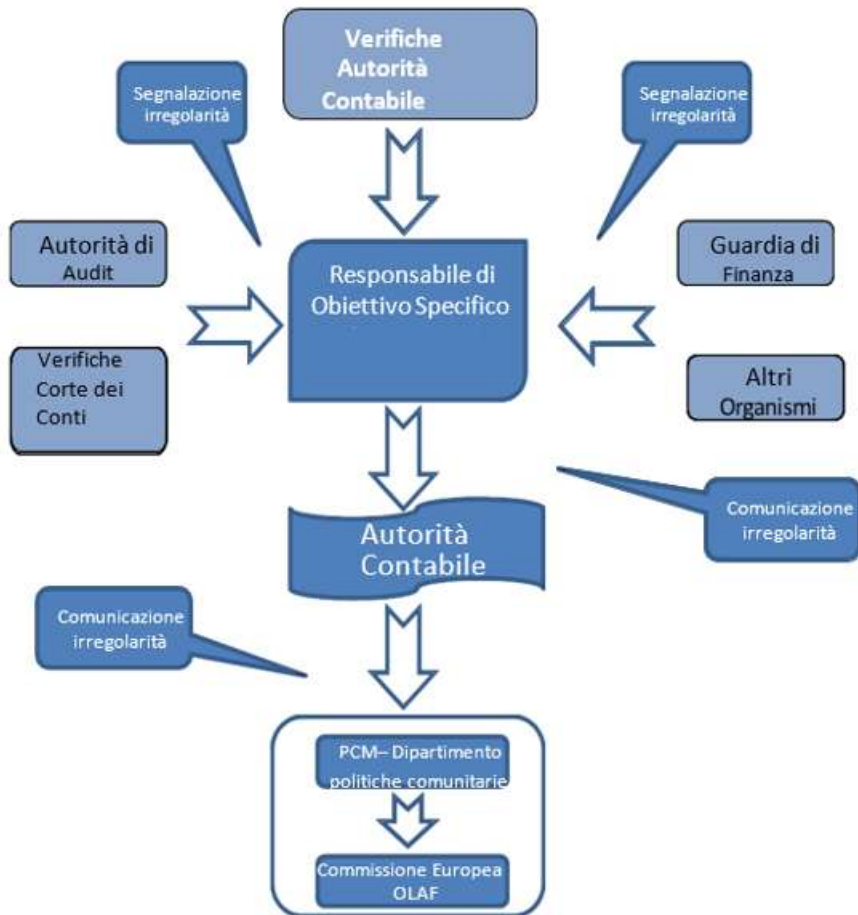 Verifiche
Autorità
Contabile
Segnalazione
irregolarità
Segnalazione
irregolarità
Autorità di
Audit
Guardia di
Finanza
Responsabile di
Obiettivo Specifico
Verifiche
Corte dei
Conti
Altri
Organismi
Comunicazione
irregolarità
Autorità
Contabile
Comunicazione
irregolarità
PCM– Dipartimento
politiche comunitarie
Commissione Europea
OLAF